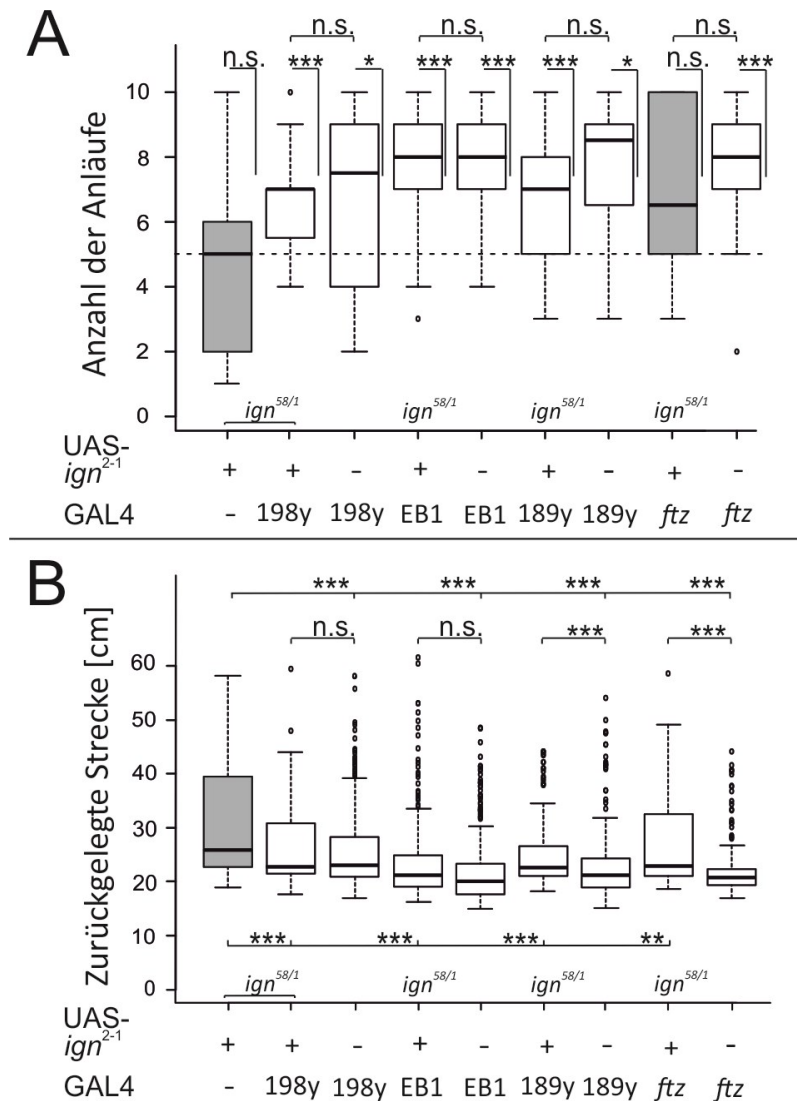 A
n.s. n.s. n.s. n.s.
n.s. *** * *** *** *** * n.s. ***
Anzahl der Anläufe
10
8
6
4
2
0
ign58/1 ign58/1 ign58/1 ign58/1
UAS-
ign2-1 + + - + - + - + -
GAL4 - 198y 198y EB1 EB1 189y 189y ftz ftz
B
*** *** *** ***
n.s. n.s. *** ***
Zurückgelegte Strecke [cm]
60
50
40
30
20
10
0
*** *** *** **
ign58/1 ign58/1 ign58/1 ign58/1
UAS-
ign2-1 + + - + - + - + -
GAL4 - 198y 198y EB1 EB1 189y 189y ftz ftz